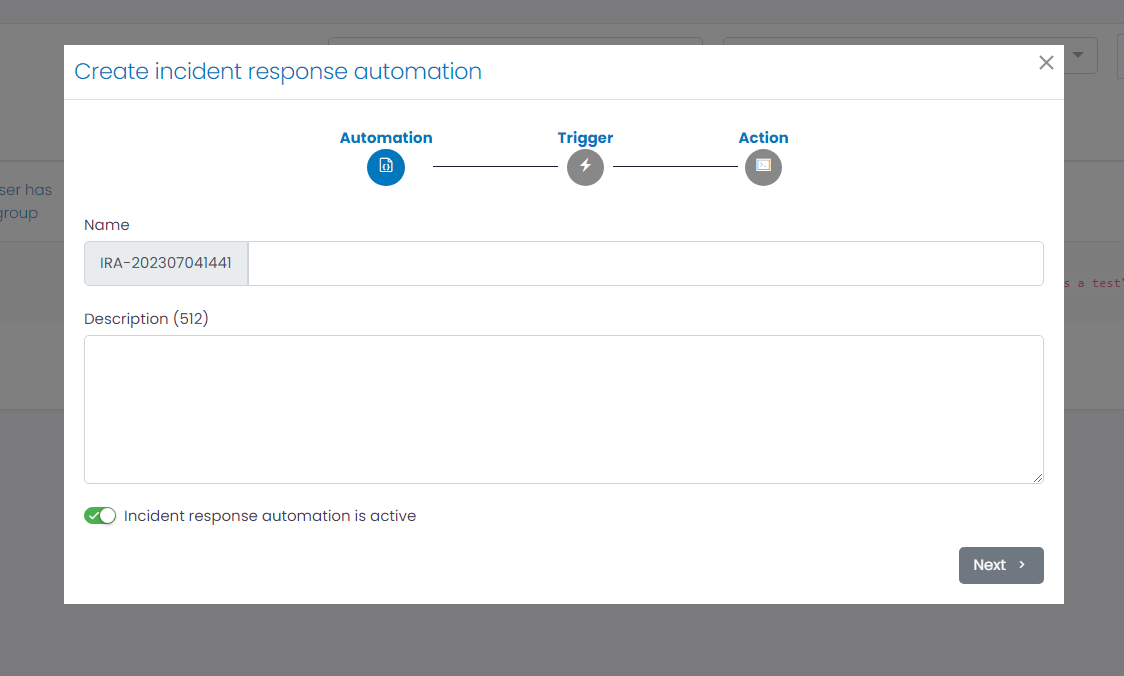 Create incident response automation
Automation Trigger Action
ser has
group
Name
IRA-202307041441
s a test"
Description (512)
Incident response automation is active
Next